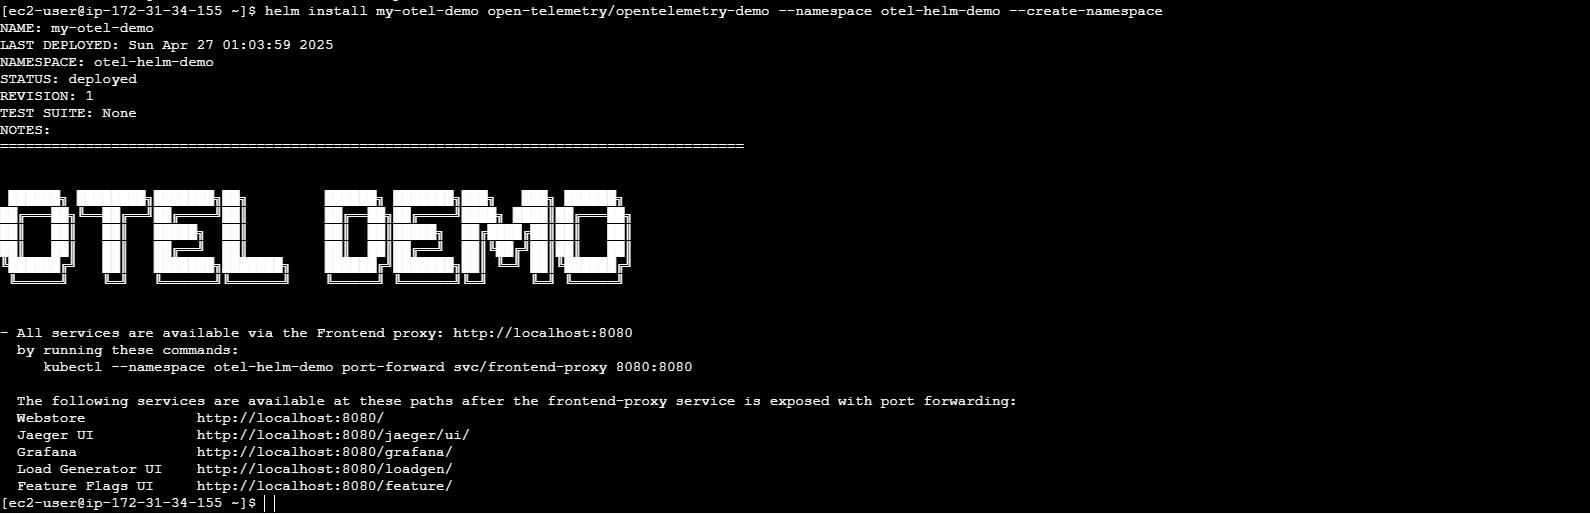 [ec2-user@ip-172-31-34-155 ~]$ helm install my-otel-demo open-telemetry/opentelemetry-demo --namespace otel-helm-demo --create-namespace
NAME: my-otel-demo
LAST DEPLOYED: Sun Apr 27 01:03:59 2025
NAMESPACE: otel-helm-demo
STATUS: deployed
REVISION: 1
TEST SUITE: None
NOTES:
=======================================================================================
OTEL DEMO
- All services are available via the Frontend proxy: http://localhost:8080
by running these commands:
kubectl --namespace otel-helm-demo port-forward svc/frontend-proxy 8080:8080
The following services are available at these paths after the frontend-proxy service is exposed with port forwarding:
Webstore http://localhost:8080/
Jaeger UI http://localhost:8080/jaeger/ui/
Grafana http://localhost:8080/grafana/
Load Generator UI http://localhost:8080/loadgen/
Feature Flags UI http://localhost:8080/feature/
[ec2-user@ip-172-31-34-155 ~]$